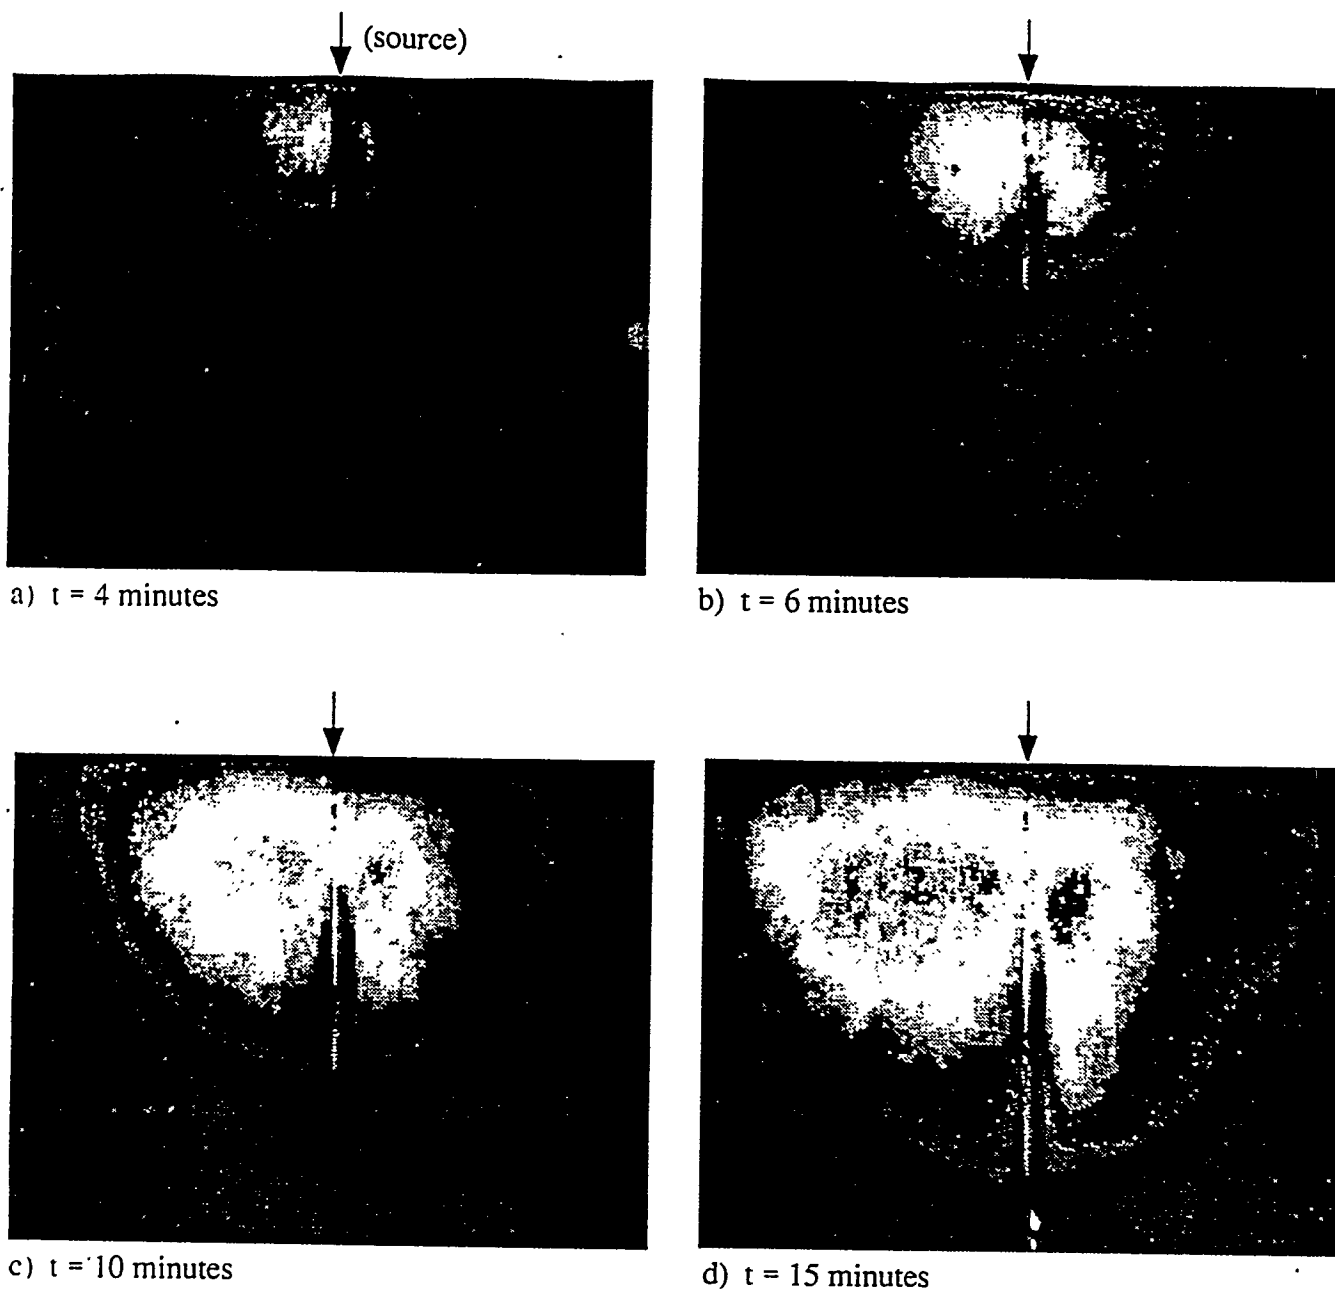 (source)
a) t = 4 minutes
b) t = 6 minutes
c) t = 10 minutes
d) t = 15 minutes